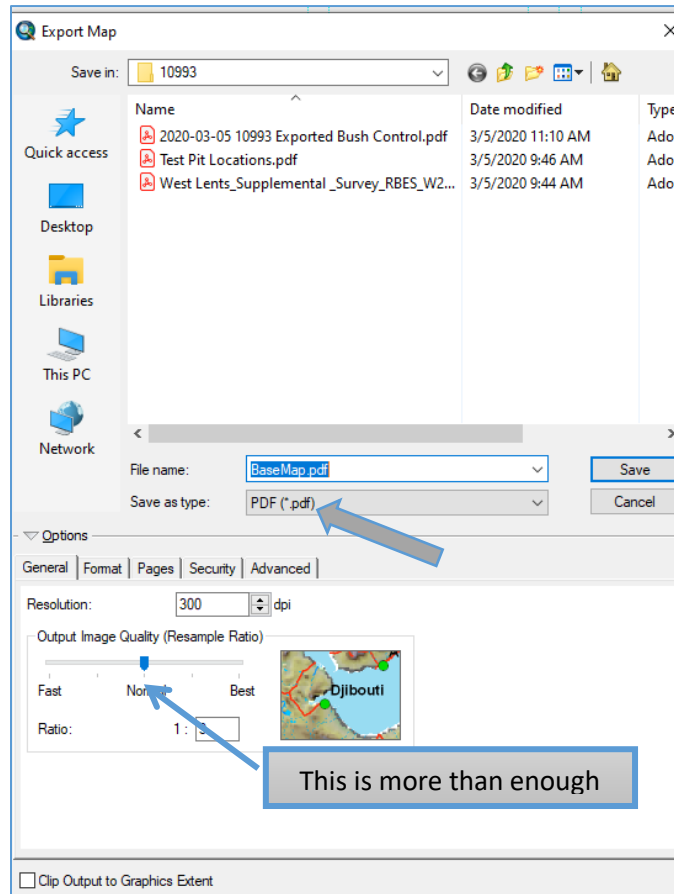 Export Map
Save in: 10993
Name Date modified Type
2020-03-05 10993 Exported Bush Control.pdf 3/5/2020 11:10 AM Ado
Test Pit Locations.pdf 3/5/2020 9:46 AM Ado
West Lents_Supplemental _Survey_RBES_W2... 3/5/2020 9:44 AM Ado
Quick access
Desktop
Libraries
This PC
Network
File name: BaseMap.pdf Save
Save as type: PDF (*.pdf) Cancel
Options
General Format Pages Security Advanced
Resolution: 300 dpi
Output Image Quality (Resample Ratio)
Fast Normal Best
Djibouti
Ratio: 1 :
This is more than enough
Clip Output to Graphics Extent